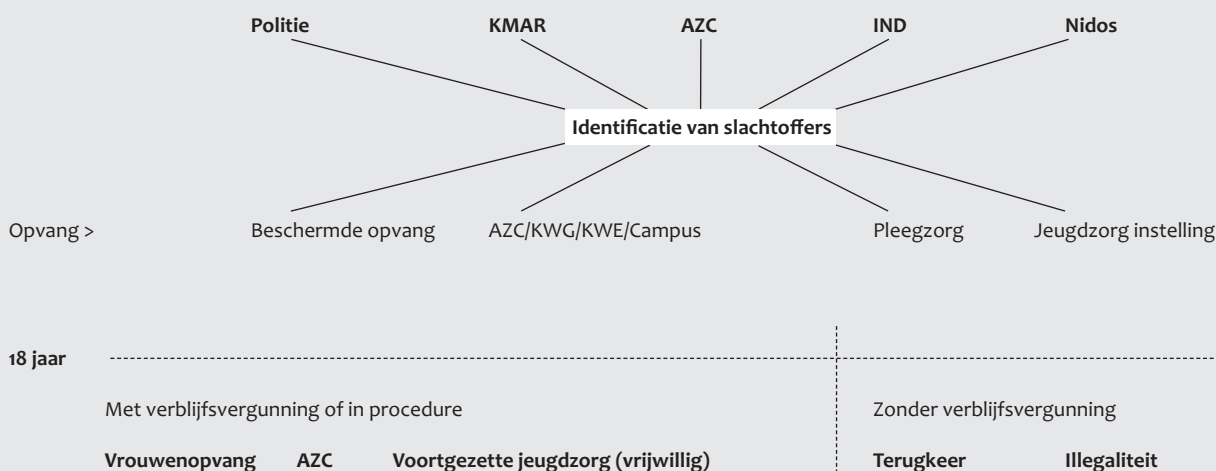 Politie KMAR AZC IND Nidos
Identificatie van slachtoffers
Opvang > Beschermde opvang AZC/KWG/KWE/Campus Pleegzorg Jeugdzorg instelling
18 jaar
Met verblijfsvergunning of in procedure Zonder verblijfsvergunning
Vrouwenopvang AZC Voortgezette jeugdzorg (vrijwillig) Terugkeer Illegaliteit